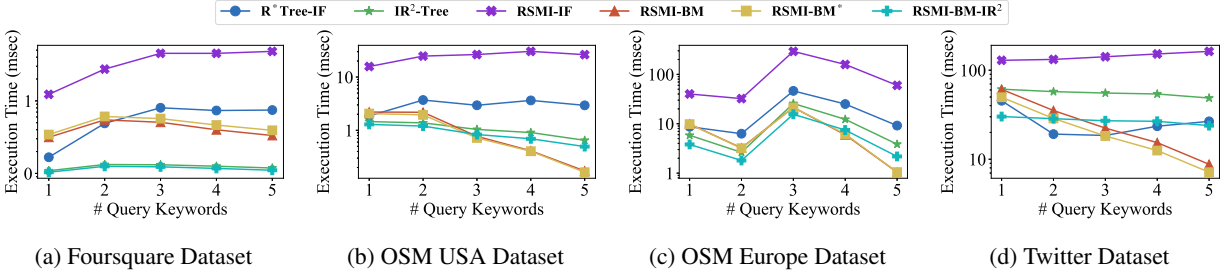 R*Tree-IF IR²-Tree RSMI-IF RSMI-BM RSMI-BM* RSMI-BM-IR²
Execution Time (msec)
1
0
1 2 3 4 5
# Query Keywords
(a) Foursquare Dataset
Execution Time (msec)
10
1
1 2 3 4 5
# Query Keywords
(b) OSM USA Dataset
Execution Time (msec)
100
10
1
1 2 3 4 5
# Query Keywords
(c) OSM Europe Dataset
Execution Time (msec)
100
10
1 2 3 4 5
# Query Keywords
(d) Twitter Dataset